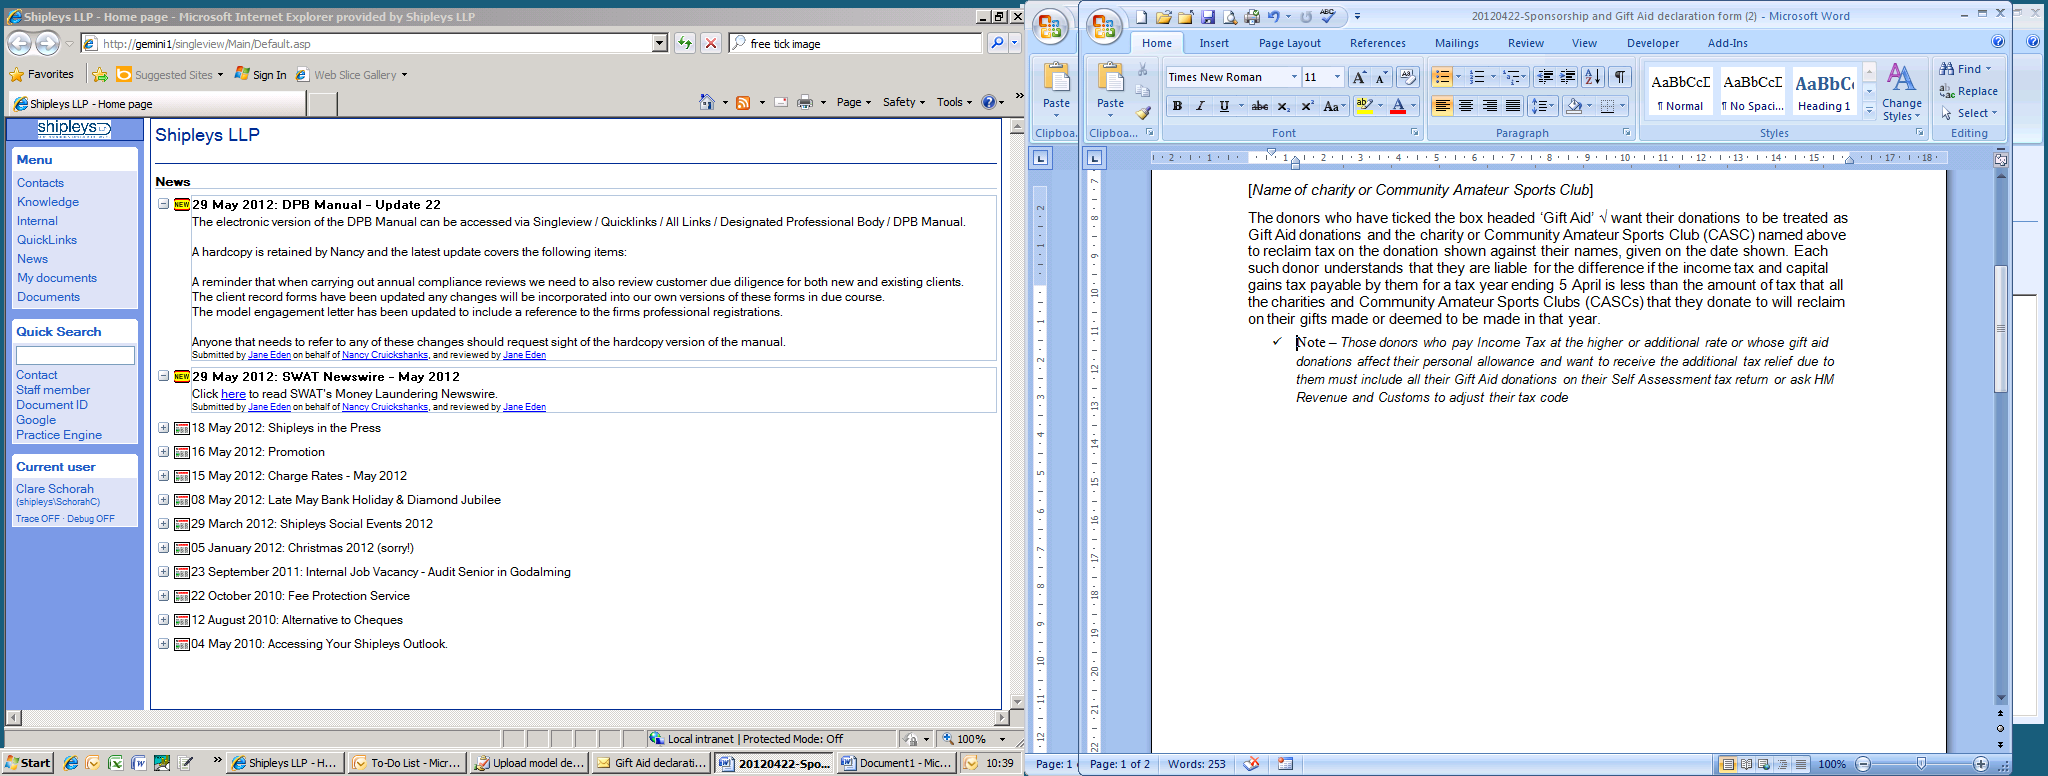 Shipleys LLP - Home page - Microsoft Internet Explorer provided by Shipleys LLP
http://gemini1/singleview/Main/Default.asp
free tick image
Favorites
Suggested Sites
Sign In
Web Slice Gallery
Shipleys LLP - Home page
Page
Safety
Tools
shipleys
Menu
Contacts
Knowledge
Internal
QuickLinks
News
My documents
Documents
Quick Search
Contact
Staff member
Document ID
Google
Practice Engine
Current user
Clare Schorah
(shipleys\SchorahC)
Trace OFF · Debug OFF
Shipleys LLP
News
NEW 29 May 2012: DPB Manual - Update 22
The electronic version of the DPB Manual can be accessed via Singleview / Quicklinks / All Links / Designated Professional Body / DPB Manual.
A hardcopy is retained by Nancy and the latest update covers the following items:
A reminder that when carrying out annual compliance reviews we need to also review customer due diligence for both new and existing clients.
The client record forms have been updated any changes will be incorporated into our own versions of these forms in due course.
The model engagement letter has been updated to include a reference to the firms professional registrations.
Anyone that needs to refer to any of these changes should request sight of the hardcopy version of the manual.
Submitted by Jane Eden on behalf of Nancy Cruickshanks, and reviewed by Jane Eden
NEW 29 May 2012: SWAT Newswire - May 2012
Click here to read SWAT's Money Laundering Newswire.
Submitted by Jane Eden on behalf of Nancy Cruickshanks, and reviewed by Jane Eden
18 May 2012: Shipleys in the Press
16 May 2012: Promotion
15 May 2012: Charge Rates - May 2012
08 May 2012: Late May Bank Holiday & Diamond Jubilee
29 March 2012: Shipleys Social Events 2012
05 January 2012: Christmas 2012 (sorry!)
23 September 2011: Internal Job Vacancy - Audit Senior in Godalming
22 October 2010: Fee Protection Service
12 August 2010: Alternative to Cheques
04 May 2010: Accessing Your Shipleys Outlook.
Local intranet | Protected Mode: Off
100%
Start
Shipleys LLP - H...
To-Do List - Micr...
Upload model de...
Gift Aid declarati...
20120422-Spo...
Document1 - Mic...
10:39
20120422-Sponsorship and Gift Aid declaration form (2) - Microsoft Word
Home
Insert
Page Layout
References
Mailings
Review
View
Developer
Add-Ins
Paste
Clipboa...
Paste
Clipboa...
Times New Roman
11
Font
Paragraph
AaBbCcI
¶ Normal
AaBbCcI
¶ No Spaci...
AaBbC
Heading 1
Change
Styles
Styles
Find
Replace
Select
Editing
[Name of charity or Community Amateur Sports Club]
The donors who have ticked the box headed ‘Gift Aid’ √ want their donations to be treated as
Gift Aid donations and the charity or Community Amateur Sports Club (CASC) named above
to reclaim tax on the donation shown against their names, given on the date shown. Each
such donor understands that they are liable for the difference if the income tax and capital
gains tax payable by them for a tax year ending 5 April is less than the amount of tax that all
the charities and Community Amateur Sports Clubs (CASCs) that they donate to will reclaim
on their gifts made or deemed to be made in that year.
✓ Note – Those donors who pay Income Tax at the higher or additional rate or whose gift aid
donations affect their personal allowance and want to receive the additional tax relief due to
them must include all their Gift Aid donations on their Self Assessment tax return or ask HM
Revenue and Customs to adjust their tax code
Page: 1
Page: 1 of 2
Words: 253
100%